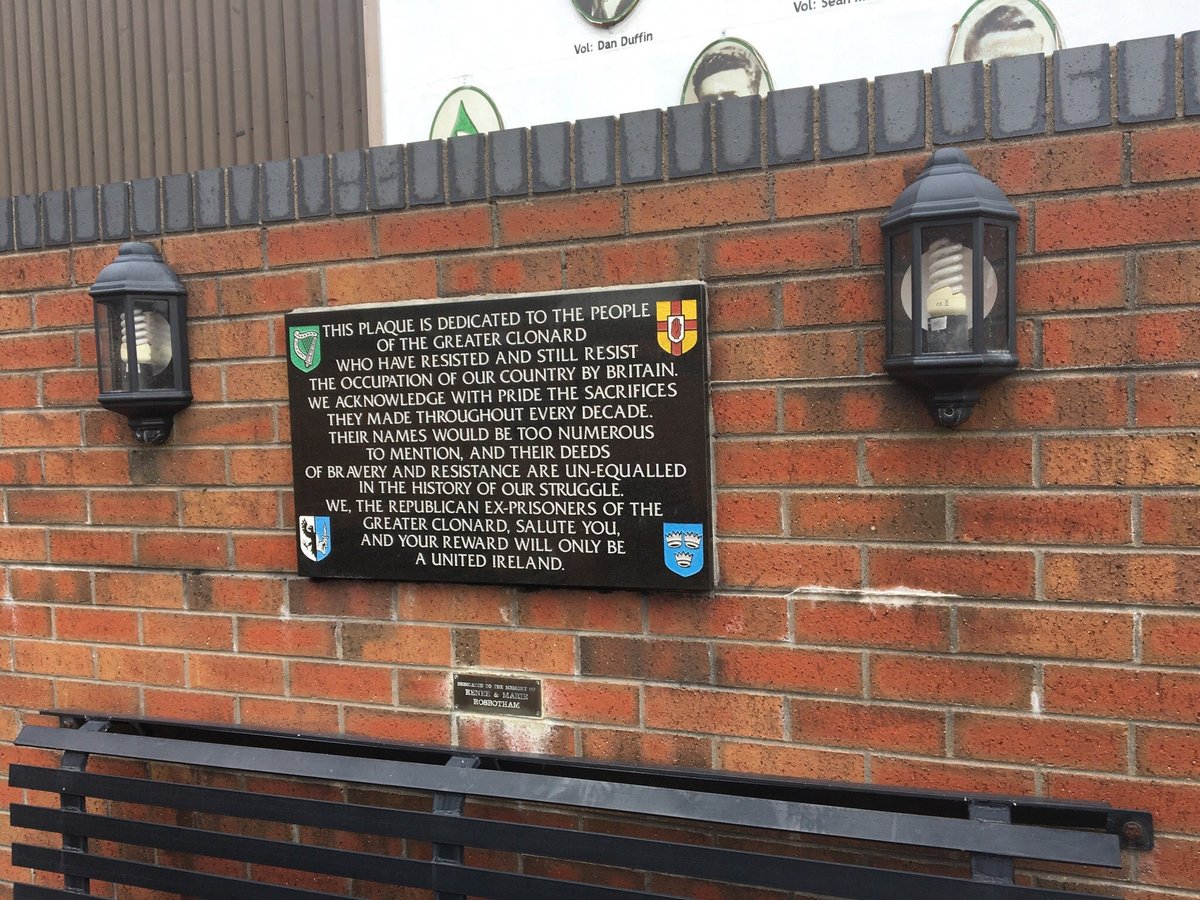 Vol: Dan Duffin
Vol: Sean
THIS PLAQUE IS DEDICATED TO THE PEOPLE
OF THE GREATER CLONARD
WHO HAVE RESISTED AND STILL RESIST
THE OCCUPATION OF OUR COUNTRY BY BRITAIN.
WE ACKNOWLEDGE WITH PRIDE THE SACRIFICES
THEY MADE THROUGHOUT EVERY DECADE.
THEIR NAMES WOULD BE TOO NUMEROUS
TO MENTION, AND THEIR DEEDS
OF BRAVERY AND RESISTANCE ARE UN-EQUALLED
IN THE HISTORY OF OUR STRUGGLE.
WE, THE REPUBLICAN EX-PRISONERS OF THE
GREATER CLONARD, SALUTE YOU,
AND YOUR REWARD WILL ONLY BE
A UNITED IRELAND.
DEDICATED TO THE MEMORY OF
RENEE & MARIE
ROSBOTHAM